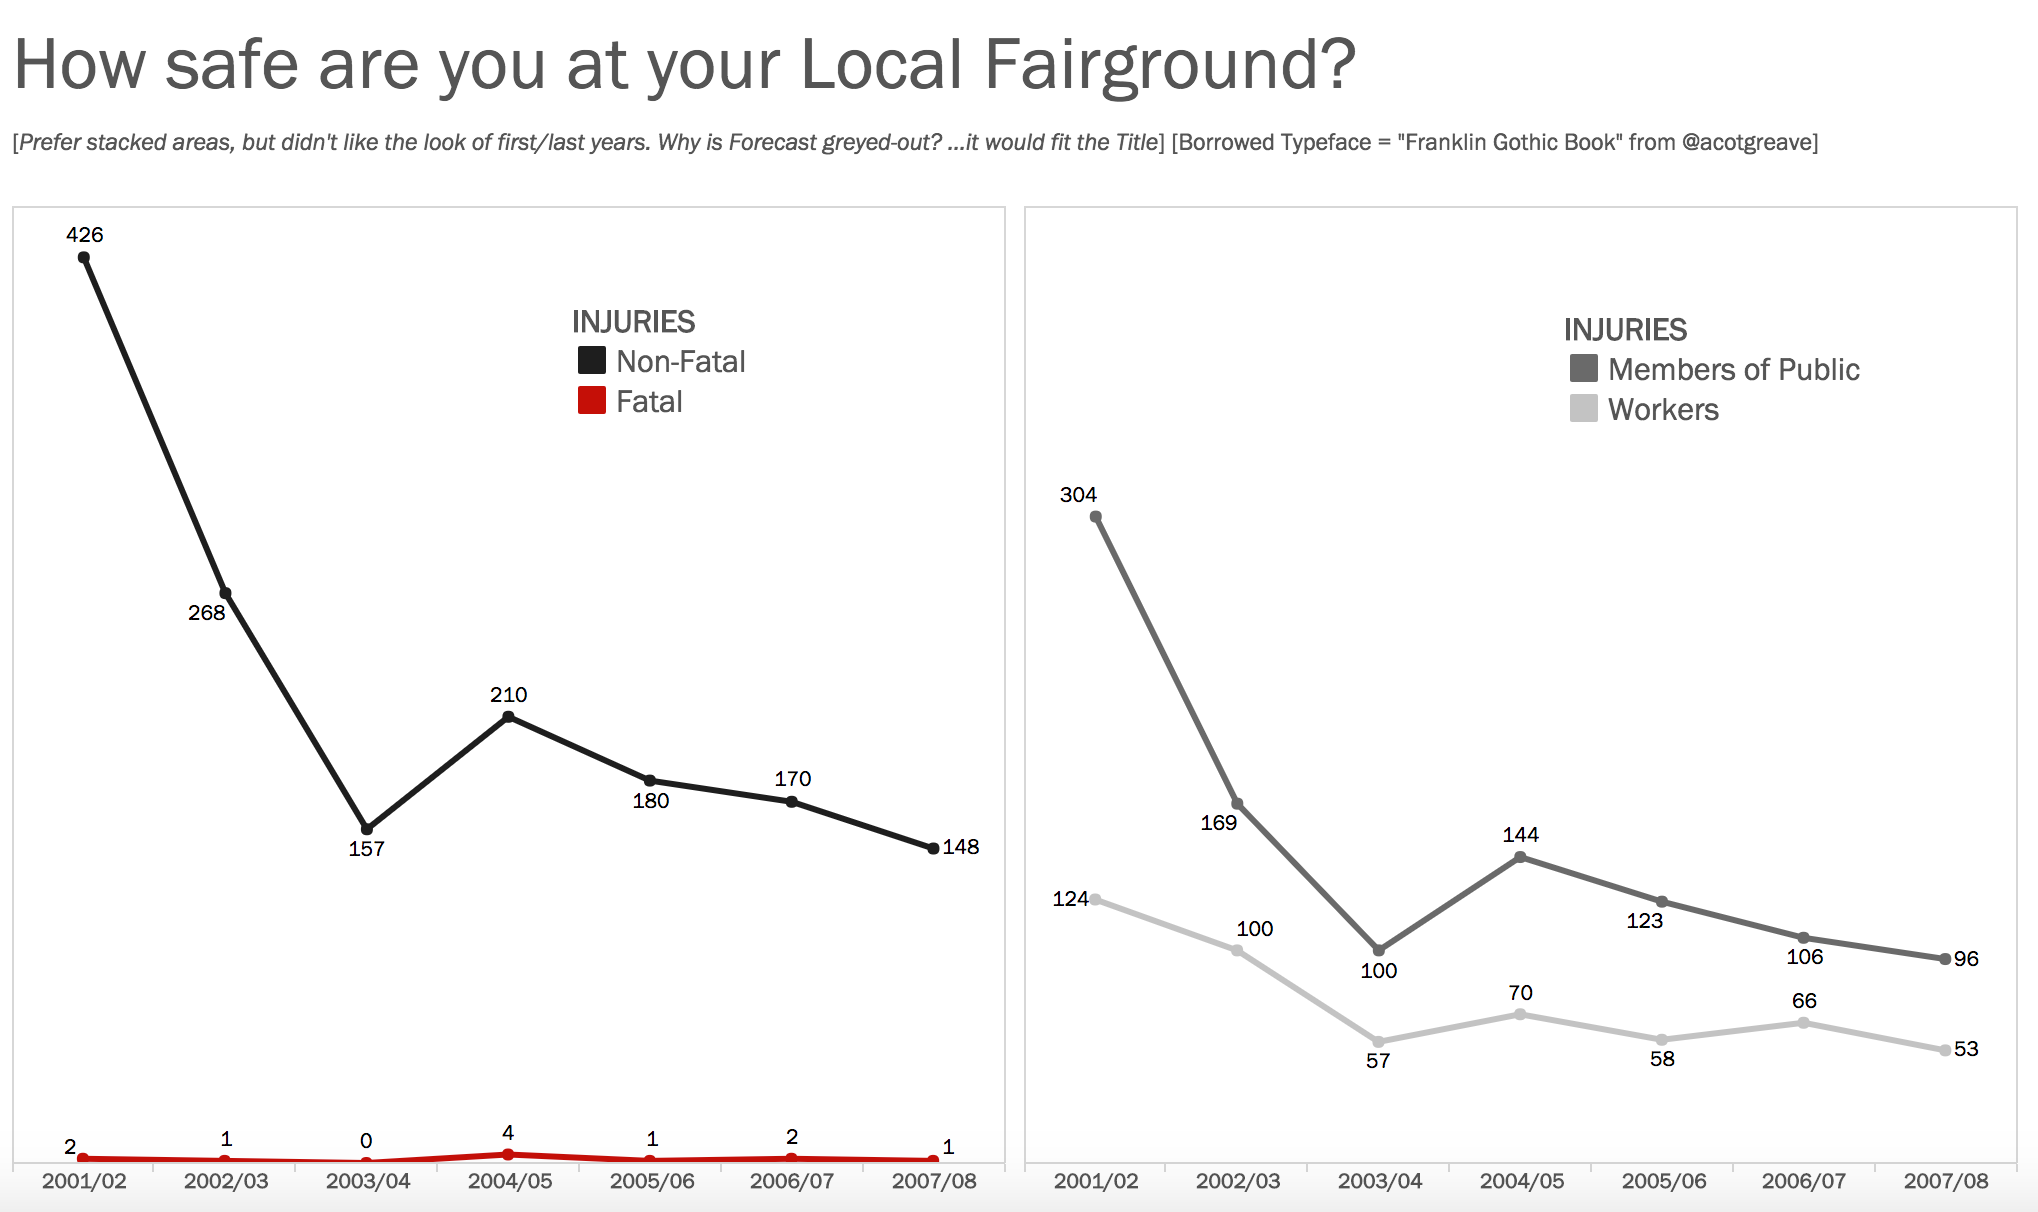 How safe are you at your Local Fairground?
[Prefer stacked areas, but didn't like the look of first/last years. Why is Forecast greyed-out? ...it would fit the Title] [Borrowed Typeface = "Franklin Gothic Book" from @acotgreave]
426
INJURIES
Non-Fatal
Fatal
268
210
170
180
157
148
2
1
0
4
1
2
1
2001/02 2002/03 2003/04 2004/05 2005/06 2006/07 2007/08
INJURIES
Members of Public
Workers
304
169
144
124
100
123
106
100
96
70
66
57
58
53
2001/02 2002/03 2003/04 2004/05 2005/06 2006/07 2007/08